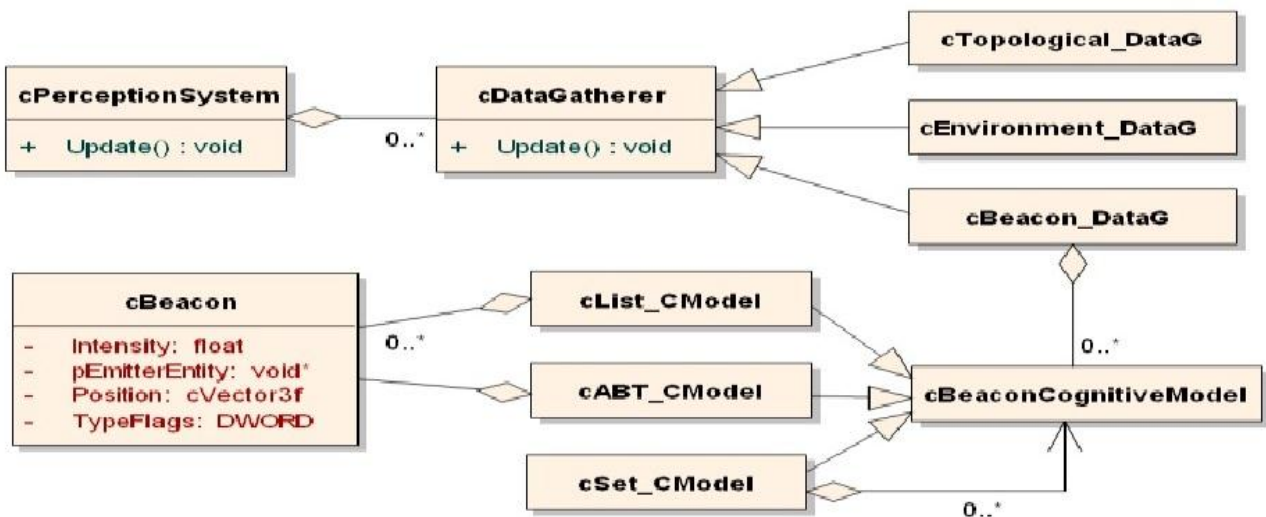 cTopological_DataG
cPerceptionSystem
+ Update() : void
0..*
cDataGatherer
+ Update() : void
cEnvironment_DataG
cBeacon_DataG
cBeacon
- Intensity: float
- pEmitterEntity: void*
- Position: cVector3f
- TypeFlags: DWORD
0..*
cList_CModel
cABT_CModel
cSet_CModel
0..*
cBeaconCognitiveModel
0..*